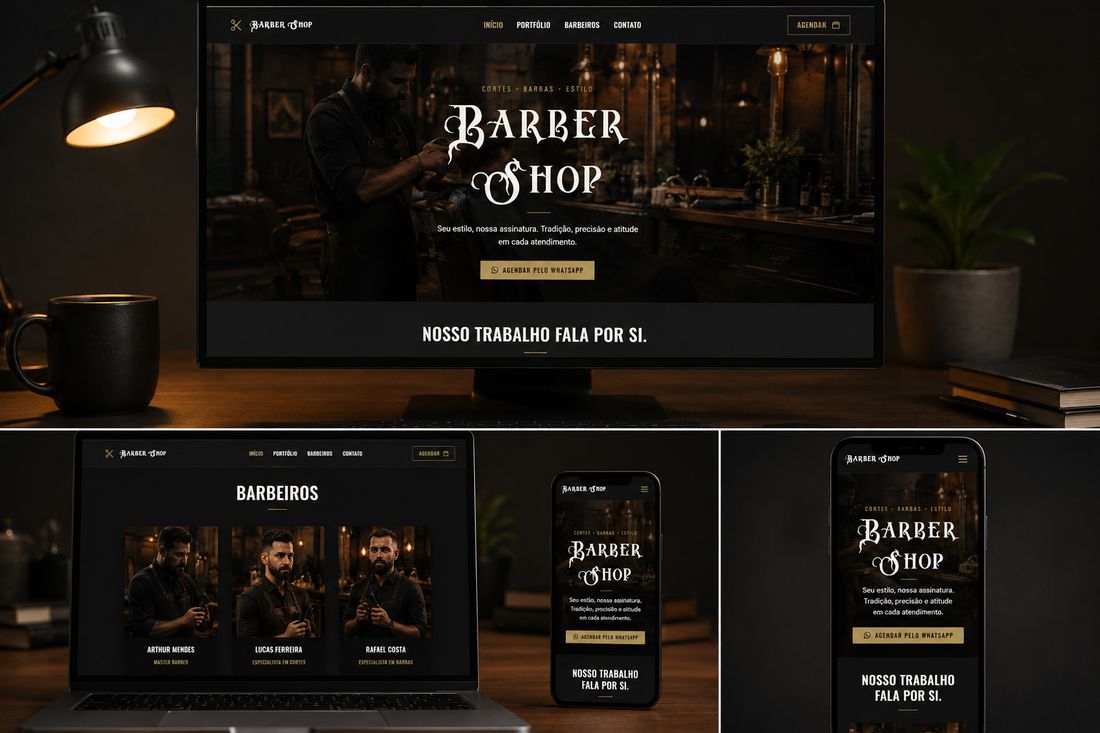 BARBER SHOP
INÍCIO PORTFÓLIO BARBEIROS CONTATO
AGENDAR
CORTES • BARBAS • ESTILO
BARBER
SHOP
Seu estilo, nossa assinatura. Tradição, precisão e atitude
em cada atendimento.
AGENDAR PELO WHATSAPP
NOSSO TRABALHO FALA POR SI.
BARBER SHOP
INÍCIO PORTFÓLIO BARBEIROS CONTATO
AGENDAR
BARBEIROS
ARTHUR MENDES
MASTER BARBER
LUCAS FERREIRA
ESPECIALISTA EM CORTES
RAFAEL COSTA
ESPECIALISTA EM BARBAS
BARBER SHOP
CORTES • BARBAS • ESTILO
BARBER
SHOP
Seu estilo, nossa assinatura.
Tradição, precisão e atitude
em cada atendimento.
AGENDAR PELO WHATSAPP
NOSSO TRABALHO
FALA POR SI.
BARBER SHOP
CORTES • BARBAS • ESTILO
BARBER
SHOP
Seu estilo, nossa assinatura.
Tradição, precisão e atitude
em cada atendimento.
AGENDAR PELO WHATSAPP
NOSSO TRABALHO
FALA POR SI.